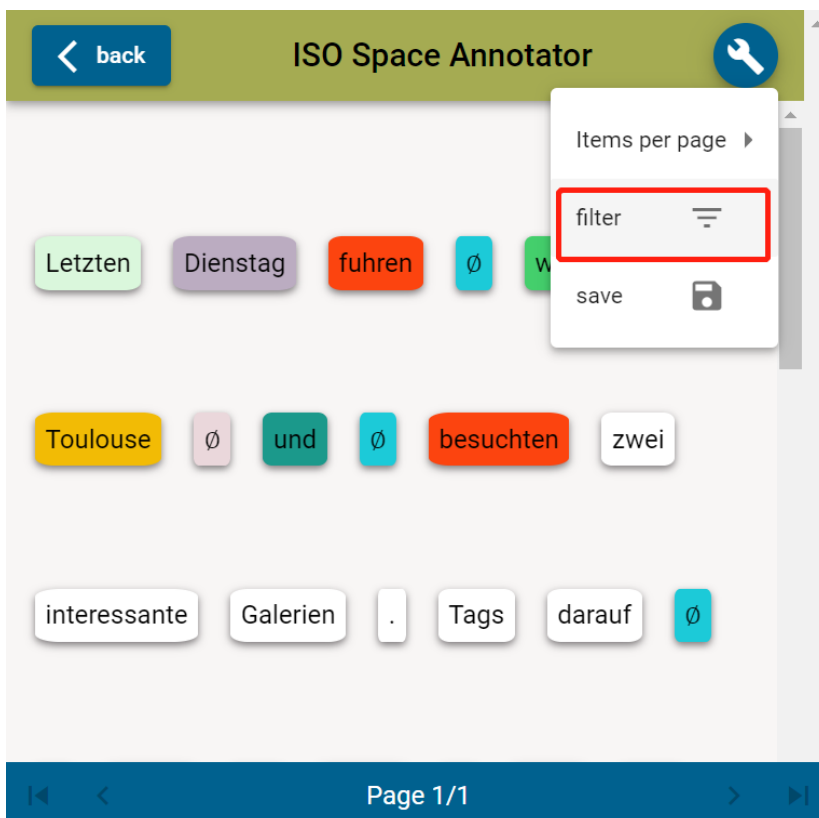 back ISO Space Annotator
Items per page
filter
Letzten Dienstag fuhren Ø
save
Toulouse Ø und Ø besuchten zwei
interessante Galerien . Tags darauf Ø
Page 1/1